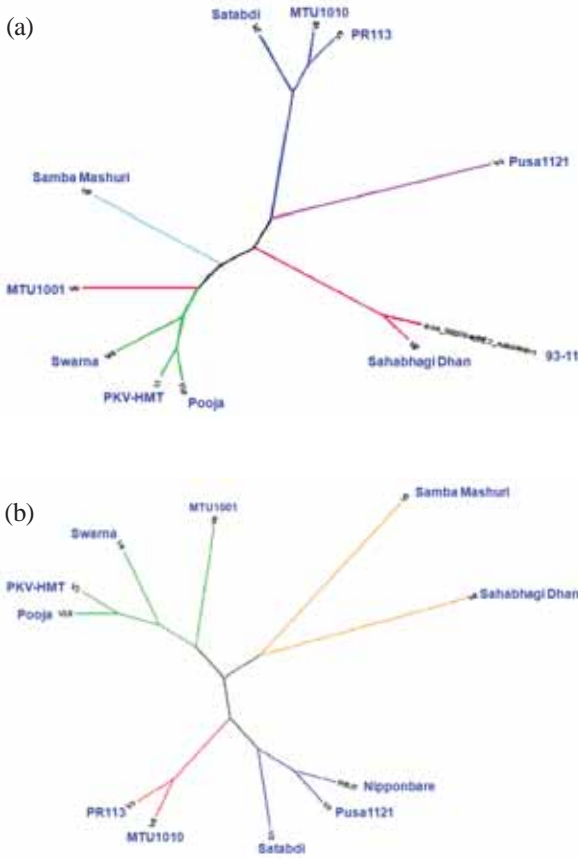 (a)
Satabdi
MTU1010
PR113
Pusa1121
Samba Mashuri
MTU1001
93-11
Swarna
Sahabhagi Dhan
PKV-HMT
Pooja
(b)
Samba Mashuri
MTU1001
Swarna
PKV-HMT
Sahabhagi Dhan
Pooja
Nipponbare
PR113
Pusa1121
MTU1010
Satabdi